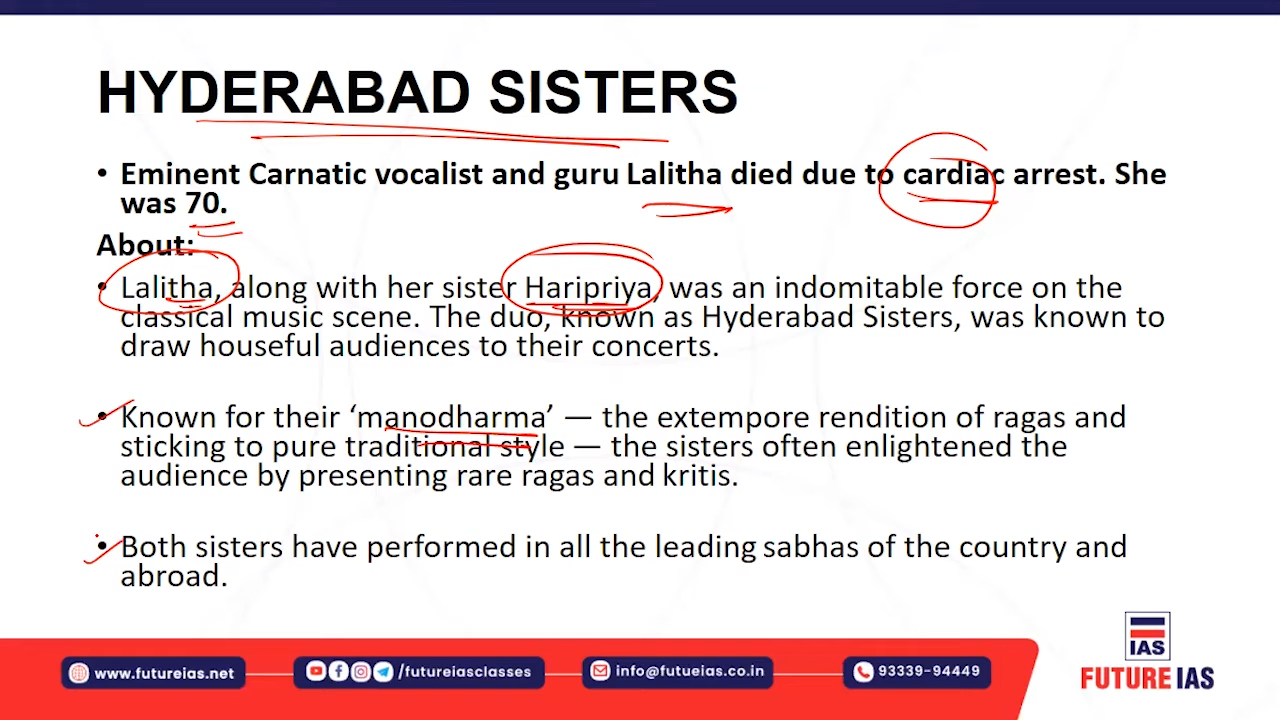 HYDERABAD SISTERS
• Eminent Carnatic vocalist and guru Lalitha died due to cardiac arrest. She
was 70.
About:
• Lalitha, along with her sister Haripriya, was an indomitable force on the
classical music scene. The duo, known as Hyderabad Sisters, was known to
draw houseful audiences to their concerts.
• Known for their ‘manodharma’ — the extempore rendition of ragas and
sticking to pure traditional style — the sisters often enlightened the
audience by presenting rare ragas and kritis.
• Both sisters have performed in all the leading sabhas of the country and
abroad.
www.futureias.net
/futureiasclasses
info@futueias.co.in
93339-94449
IAS
FUTURE IAS